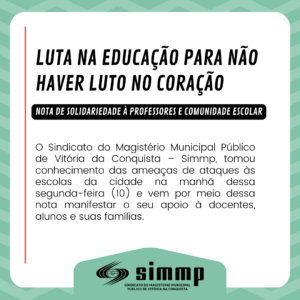 LUTA NA EDUCAÇÃO PARA NÃO
HAVER LUTO NO CORAÇÃO
NOTA DE SOLIDARIEDADE À PROFESSORES E COMUNIDADE ESCOLAR
O Sindicato do Magistério Municipal Público
de Vitória da Conquista – Simmp, tomou
conhecimento das ameaças de ataques às
escolas da cidade na manhã dessa
segunda-feira (10) e vem por meio dessa
nota manifestar o seu apoio à docentes,
alunos e suas famílias.
simmp
SINDICATO DO MAGISTÉRIO MUNICIPAL
PÚBLICO DE VITÓRIA DA CONQUISTA